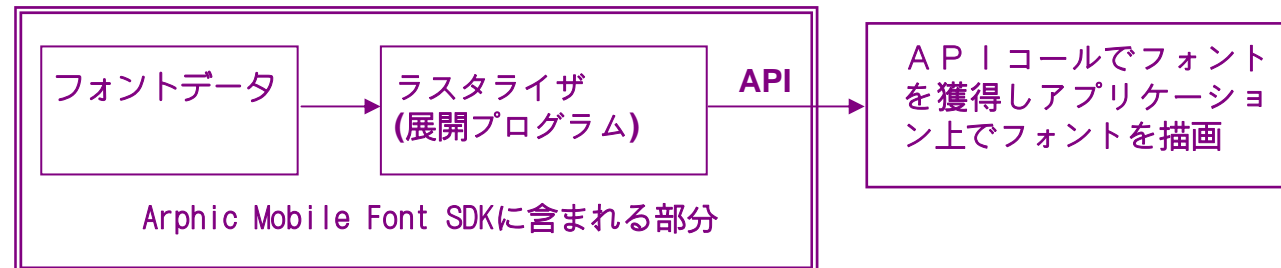 フォントデータ
ラスタライザ
(展開プログラム)
API
ＡＰＩコールでフォント
を獲得しアプリケーショ
ン上でフォントを描画
Arphic Mobile Font SDKに含まれる部分